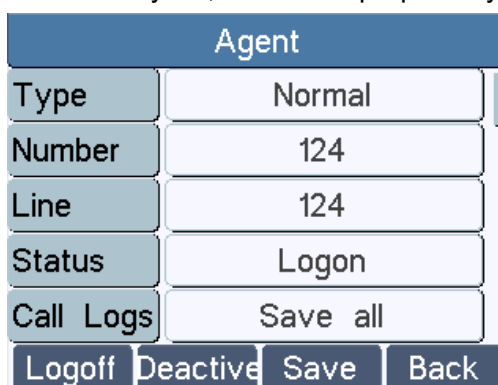 Agent
Type Normal
Number 124
Line 124
Status Logon
Call Logs Save all
Logoff Deactive Save Back